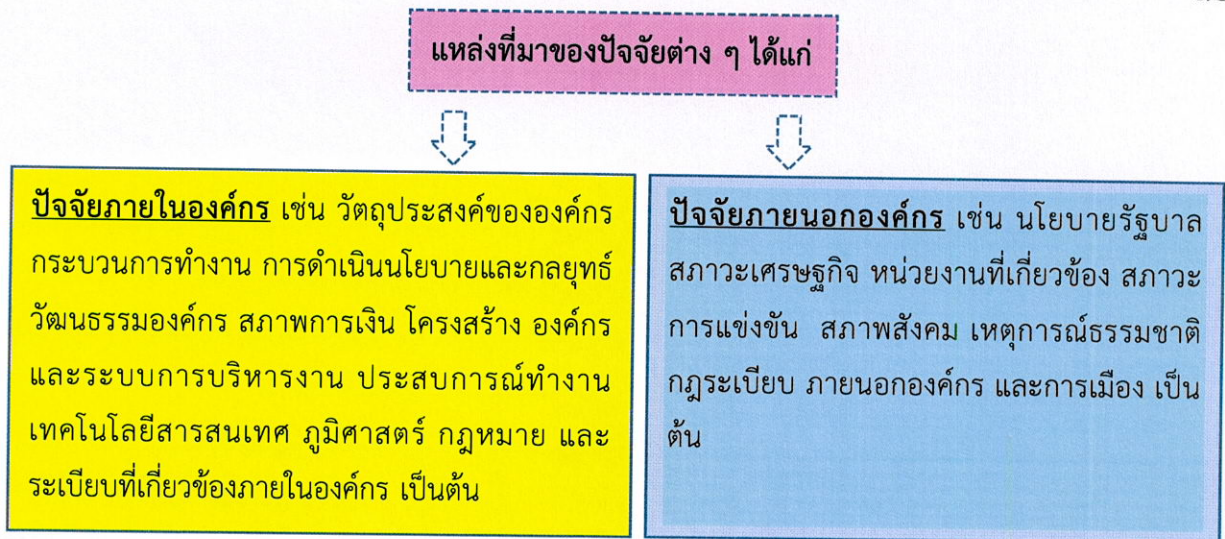 แหล่งที่มาของปัจจัยต่าง ๆ ได้แก่
ปัจจัยภายในองค์กร เช่น วัตถุประสงค์ขององค์กร
กระบวนการทำงาน การดำเนินนโยบายและกลยุทธ์
วัฒนธรรมองค์กร สภาพการเงิน โครงสร้าง องค์กร
และระบบการบริหารงาน ประสบการณ์ทำงาน
เทคโนโลยีสารสนเทศ ภูมิศาสตร์ กฎหมาย และ
ระเบียบที่เกี่ยวข้องภายในองค์กร เป็นต้น
ปัจจัยภายนอกองค์กร เช่น นโยบายรัฐบาล
สภาวะเศรษฐกิจ หน่วยงานที่เกี่ยวข้อง สภาวะ
การแข่งขัน สภาพสังคม เหตุการณ์ธรรมชาติ
กฎระเบียบ ภายนอกองค์กร และการเมือง เป็น
ต้น